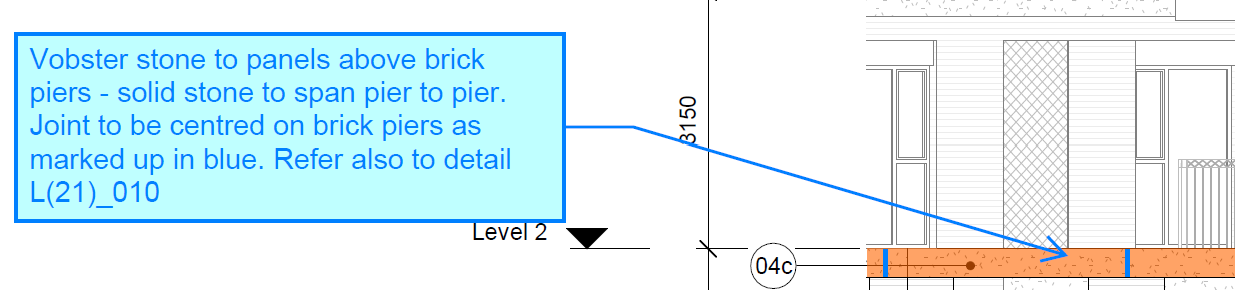 Vobster stone to panels above brick
piers - solid stone to span pier to pier.
Joint to be centred on brick piers as
marked up in blue. Refer also to detail
L(21)_010
3150
Level 2
04c